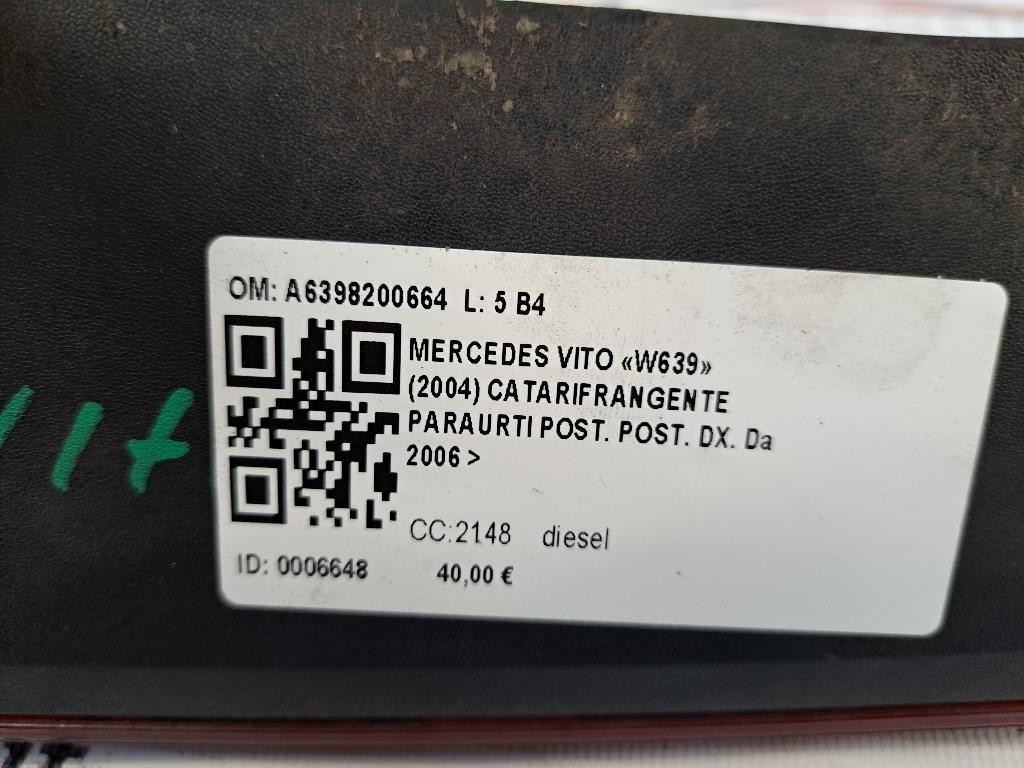 OM: A6398200664 L: 5 B4
MERCEDES VITO «W639»
(2004) CATARIFRANGENTE
PARAURTI POST. POST. DX. Da
2006 >
CC:2148 diesel
ID: 0006648 40,00 €